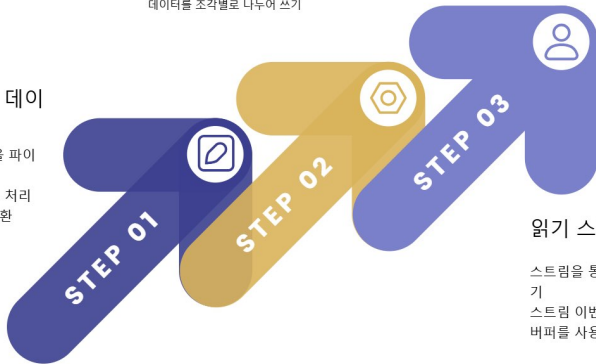 데이터를 조각별로 나누어 쓰기
데이
을 파이
처리
환
STEP 01
STEP 02
STEP 03
읽기 스
스트림을 통
기
스트림 이벤
버퍼를 사용